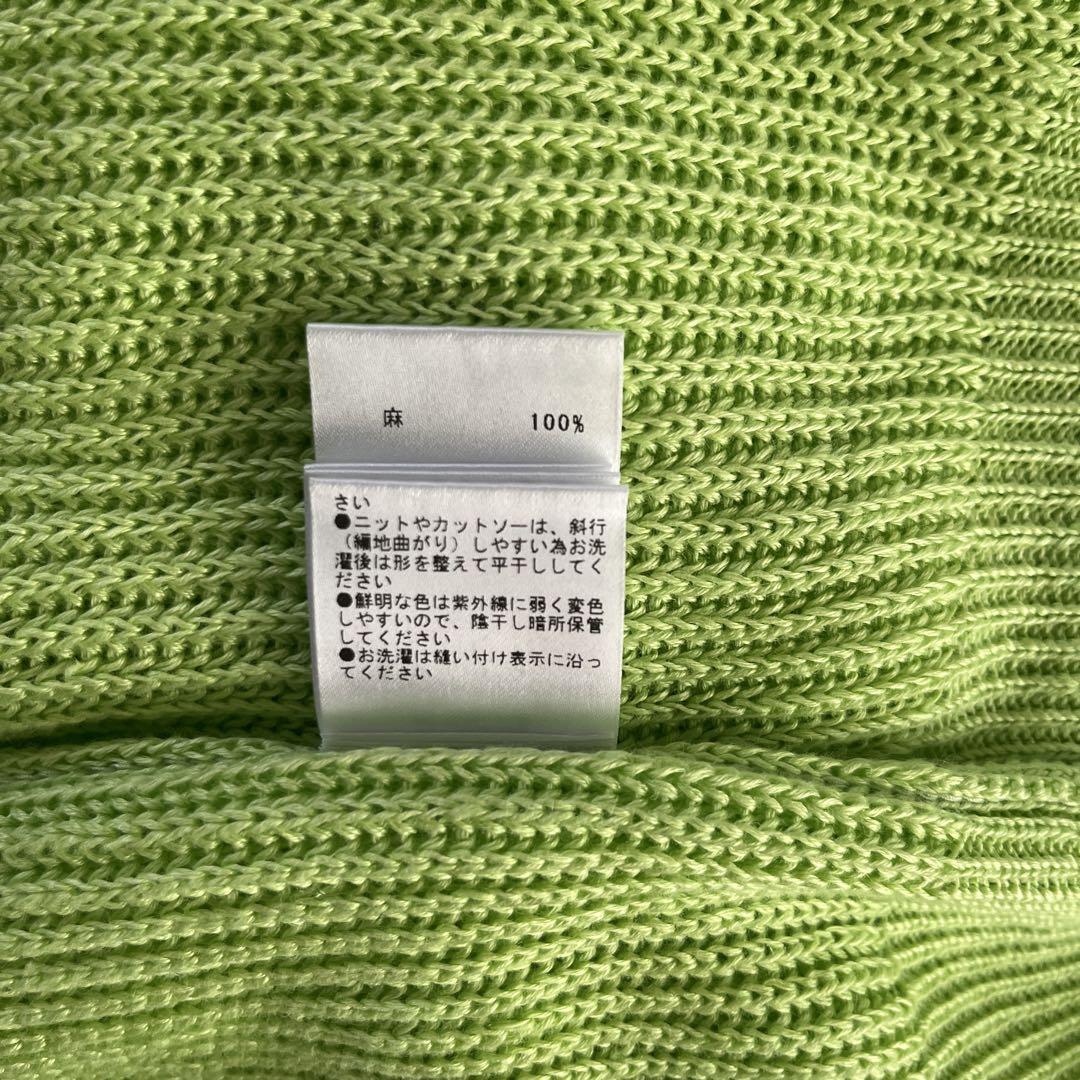 麻 100%
さい
●ニットやカットソーは、斜行
（編地曲がり）しやすい為お洗
濯後は形を整えて平干ししてく
ださい
●鮮明な色は紫外線に弱く変色
しやすいので、陰干し暗所保管
してください
●お洗濯は縫い付け表示に沿っ
てください